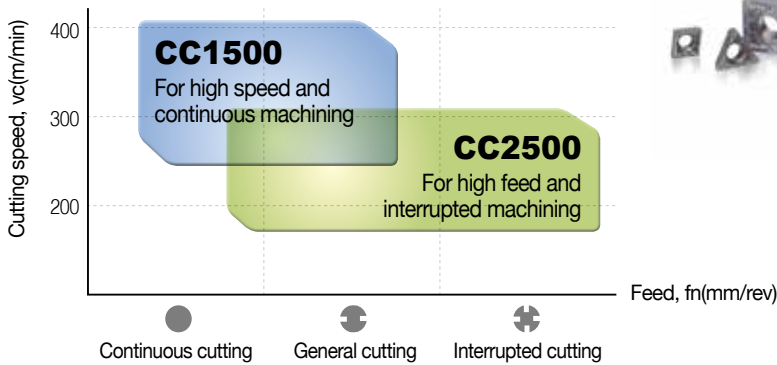 Cutting speed, vc(m/min)
400
300
200
CC1500
For high speed and
continuous machining
CC2500
For high feed and
interrupted machining
Feed, fn(mm/rev)
Continuous cutting
General cutting
Interrupted cutting